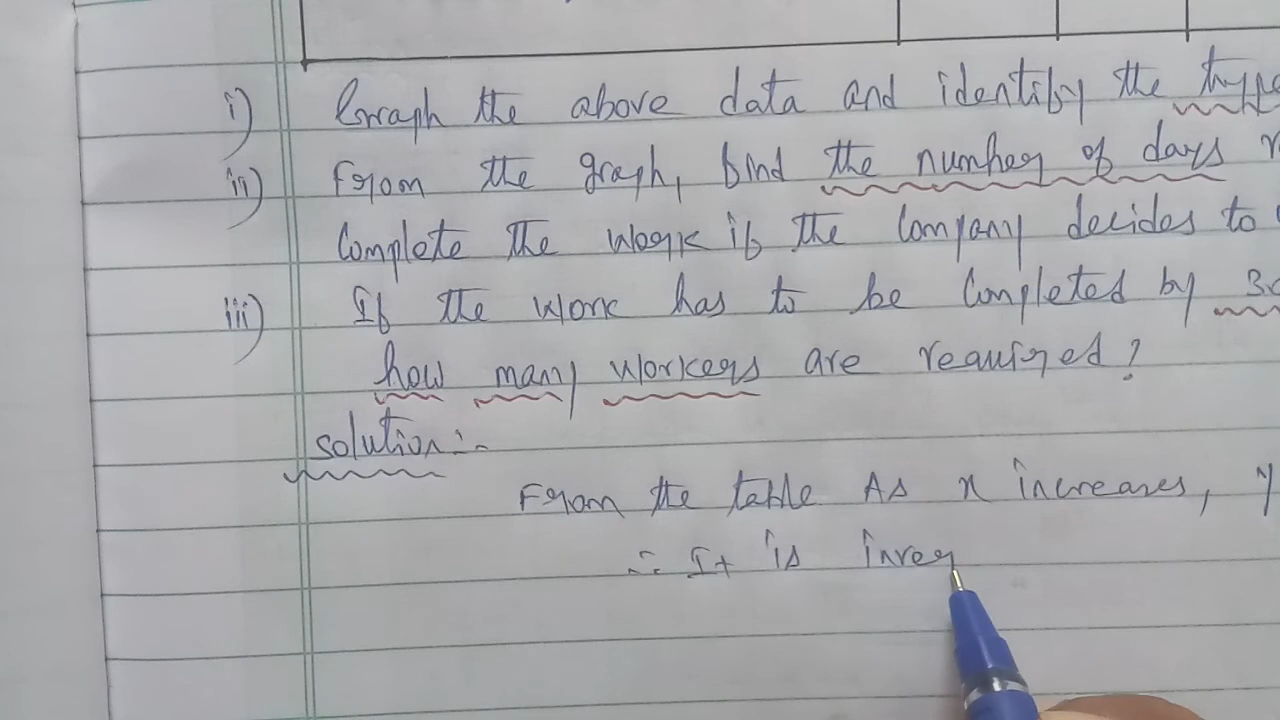 i) Graph the above data and identify the type
ii) From the graph, find the number of days
Complete the work if the company decides to
iii) If the work has to be completed by 30
how many workers are required?
Solution :-
From the table As x increases, y
∴ It is inver